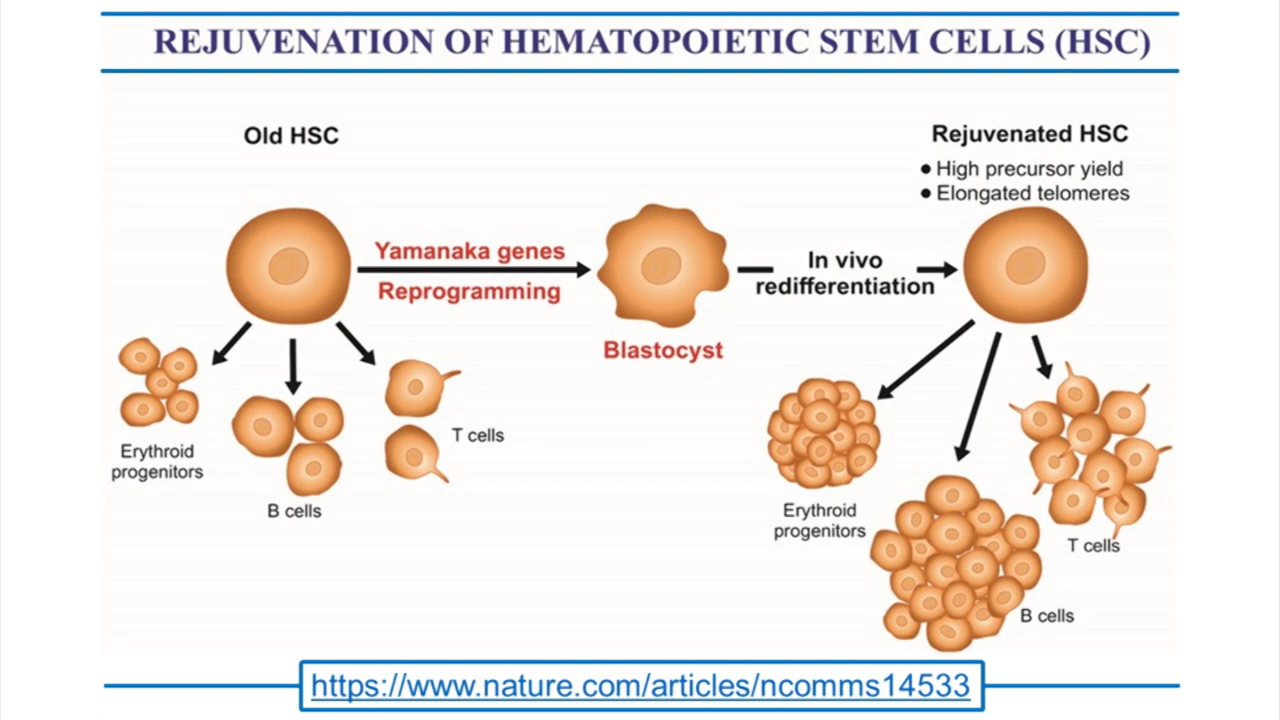 REJUVENATION OF HEMATOPOIETIC STEM CELLS (HSC)
Old HSC
Rejuvenated HSC
● High precursor yield
● Elongated telomeres
Yamanaka genes
Reprogramming
In vivo
redifferentiation
Blastocyst
Erythroid
progenitors
B cells
T cells
Erythroid
progenitors
B cells
T cells
https://www.nature.com/articles/ncomms14533